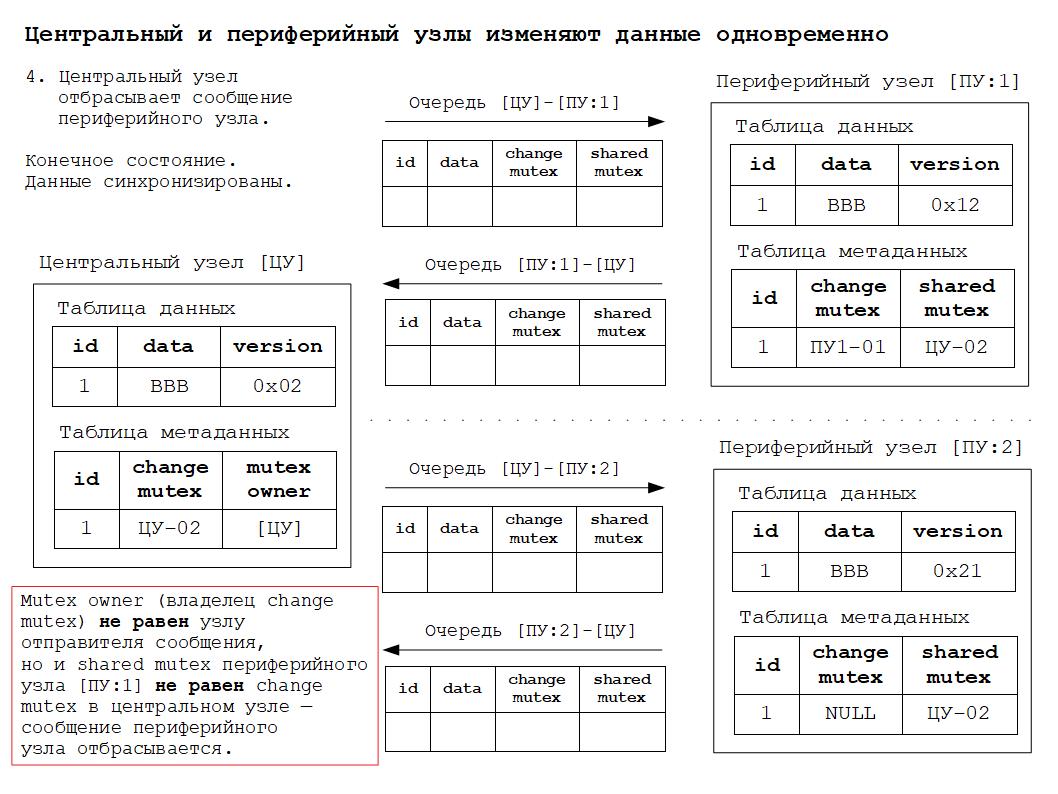 Центральный и периферийный узлы изменяют данные одновременно
4. Центральный узел
отбрасывает сообщение
периферийного узла.
Конечное состояние.
Данные синхронизированы.
Центральный узел [ЦУ]
Таблица данных
id data version
1 BBB 0x02
Таблица метаданных
id change mutex
mutex owner
1 ЦУ-02 [ЦУ]
Mutex owner (владелец change
mutex) не равен узлу
отправителя сообщения,
но и shared mutex периферийного
узла [ПУ:1] не равен change
mutex в центральном узле —
сообщение периферийного
узла отбрасывается.
Очередь [ЦУ]-[ПУ:1]
id data change shared
mutex mutex
Очередь [ПУ:1]-[ЦУ]
id data change shared
mutex mutex
Периферийный узел [ПУ:1]
Таблица данных
id data version
1 BBB 0x12
Таблица метаданных
id change shared
mutex mutex
1 ПУ1-01 ЦУ-02
Очередь [ЦУ]-[ПУ:2]
id data change shared
mutex mutex
Очередь [ПУ:2]-[ЦУ]
id data change shared
mutex mutex
Периферийный узел [ПУ:2]
Таблица данных
id data version
1 BBB 0x21
Таблица метаданных
id change shared
mutex mutex
1 NULL ЦУ-02